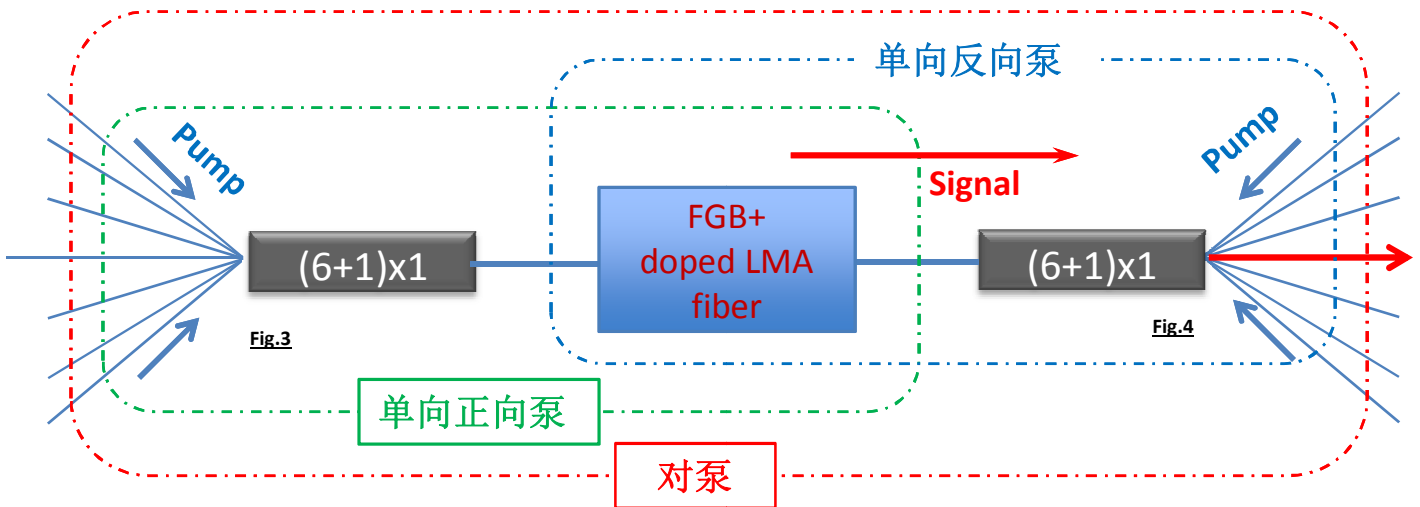 单向反向泵
Pump
Pump
Signal
FGB+
doped LMA
fiber
(6+1)x1
(6+1)x1
Fig.3
Fig.4
单向正向泵
对泵